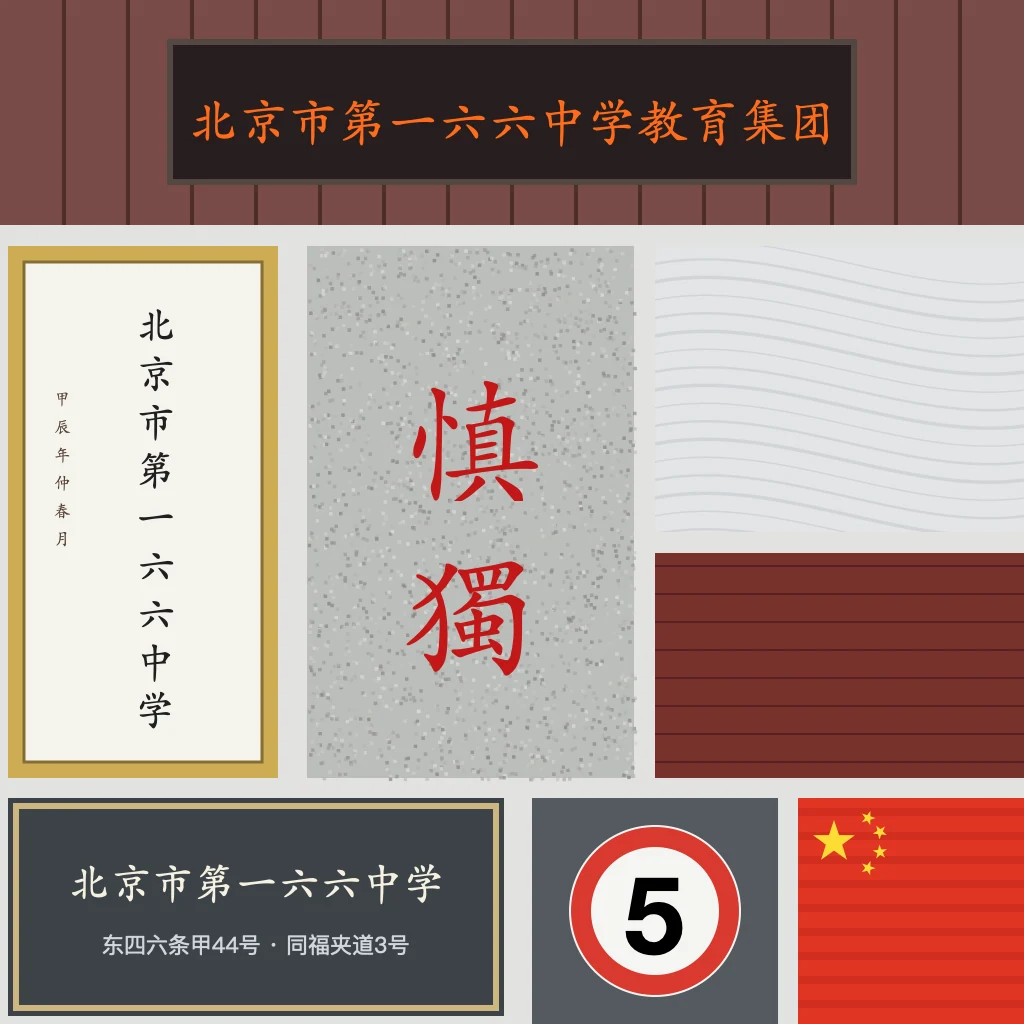 北京市第一六六中学教育集团
北京市第一六六中学
甲辰年仲春月
慎獨
北京市第一六六中学
东四六条甲44号 · 同福夹道3号
5